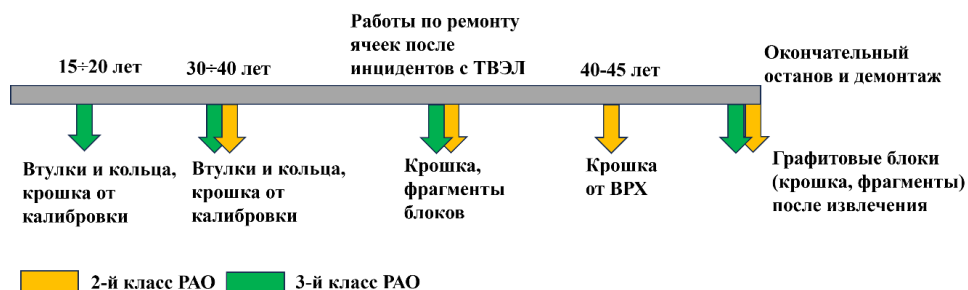 15÷20 лет
30÷40 лет
Работы по ремонту
ячеек после
инцидентов с ТВЭЛ
40-45 лет
Окончательный
останов и демонтаж
Втулки и кольца,
крошка от
калибровки
Втулки и кольца,
крошка от
калибровки
Крошка,
фрагменты
блоков
Крошка
от ВРХ
Графитовые блоки
(крошка, фрагменты)
после извлечения
2-й класс РАО
3-й класс РАО